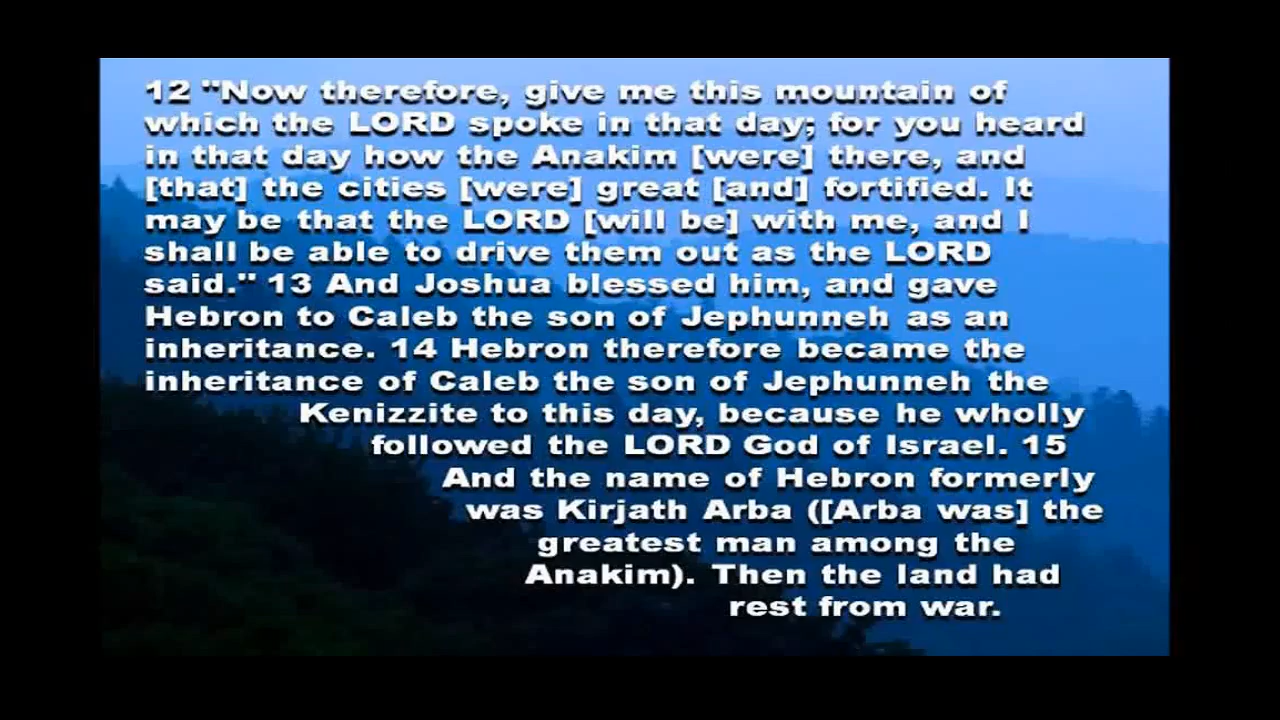 12 "Now therefore, give me this mountain of
which the LORD spoke in that day; for you heard
in that day how the Anakim [were] there, and
[that] the cities [were] great [and] fortified. It
may be that the LORD [will be] with me, and I
shall be able to drive them out as the LORD
said." 13 And Joshua blessed him, and gave
Hebron to Caleb the son of Jephunneh as an
inheritance. 14 Hebron therefore became the
inheritance of Caleb the son of Jephunneh the
Kenizzite to this day, because he wholly
followed the LORD God of Israel. 15
And the name of Hebron formerly
was Kirjath Arba ([Arba was] the
greatest man among the
Anakim). Then the land had
rest from war.